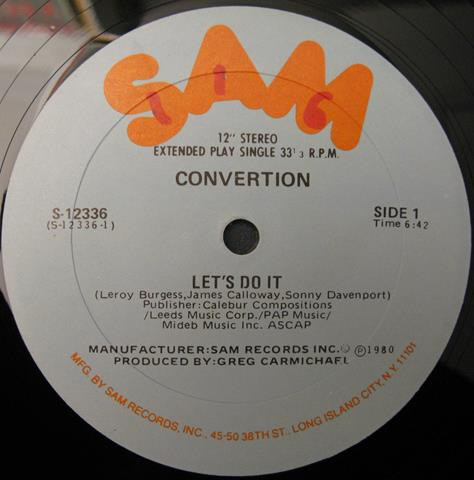 SAM
116
12" STEREO
EXTENDED PLAY SINGLE 33 1/3 R.P.M.
CONVERTION
S-12336
(S-12336-1)
SIDE 1
Time 6:42
LET'S DO IT
(Leroy Burgess,James Calloway,Sonny Davenport)
Publisher:Calebur Compositions
/Leeds Music Corp./PAP Music/
Mideb Music Inc. ASCAP
MANUFACTURER:SAM RECORDS INC.© ℗1980
PRODUCED BY:GREG CARMICHAEL
MFG. BY SAM RECORDS, INC., 45-50 38TH ST., LONG ISLAND CITY, N.Y. 11101